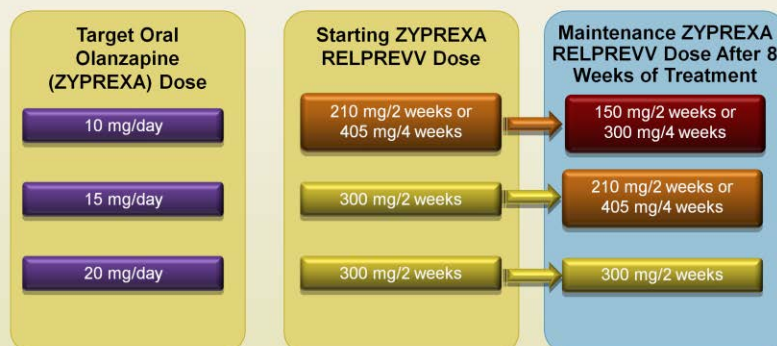 Target Oral
Olanzapine
(ZYPREXA) Dose
10 mg/day
15 mg/day
20 mg/day
Starting ZYPREXA
RELPREVV Dose
210 mg/2 weeks or
405 mg/4 weeks
300 mg/2 weeks
300 mg/2 weeks
Maintenance ZYPREXA
RELPREVV Dose After 8
Weeks of Treatment
150 mg/2 weeks or
300 mg/4 weeks
210 mg/2 weeks or
405 mg/4 weeks
300 mg/2 weeks